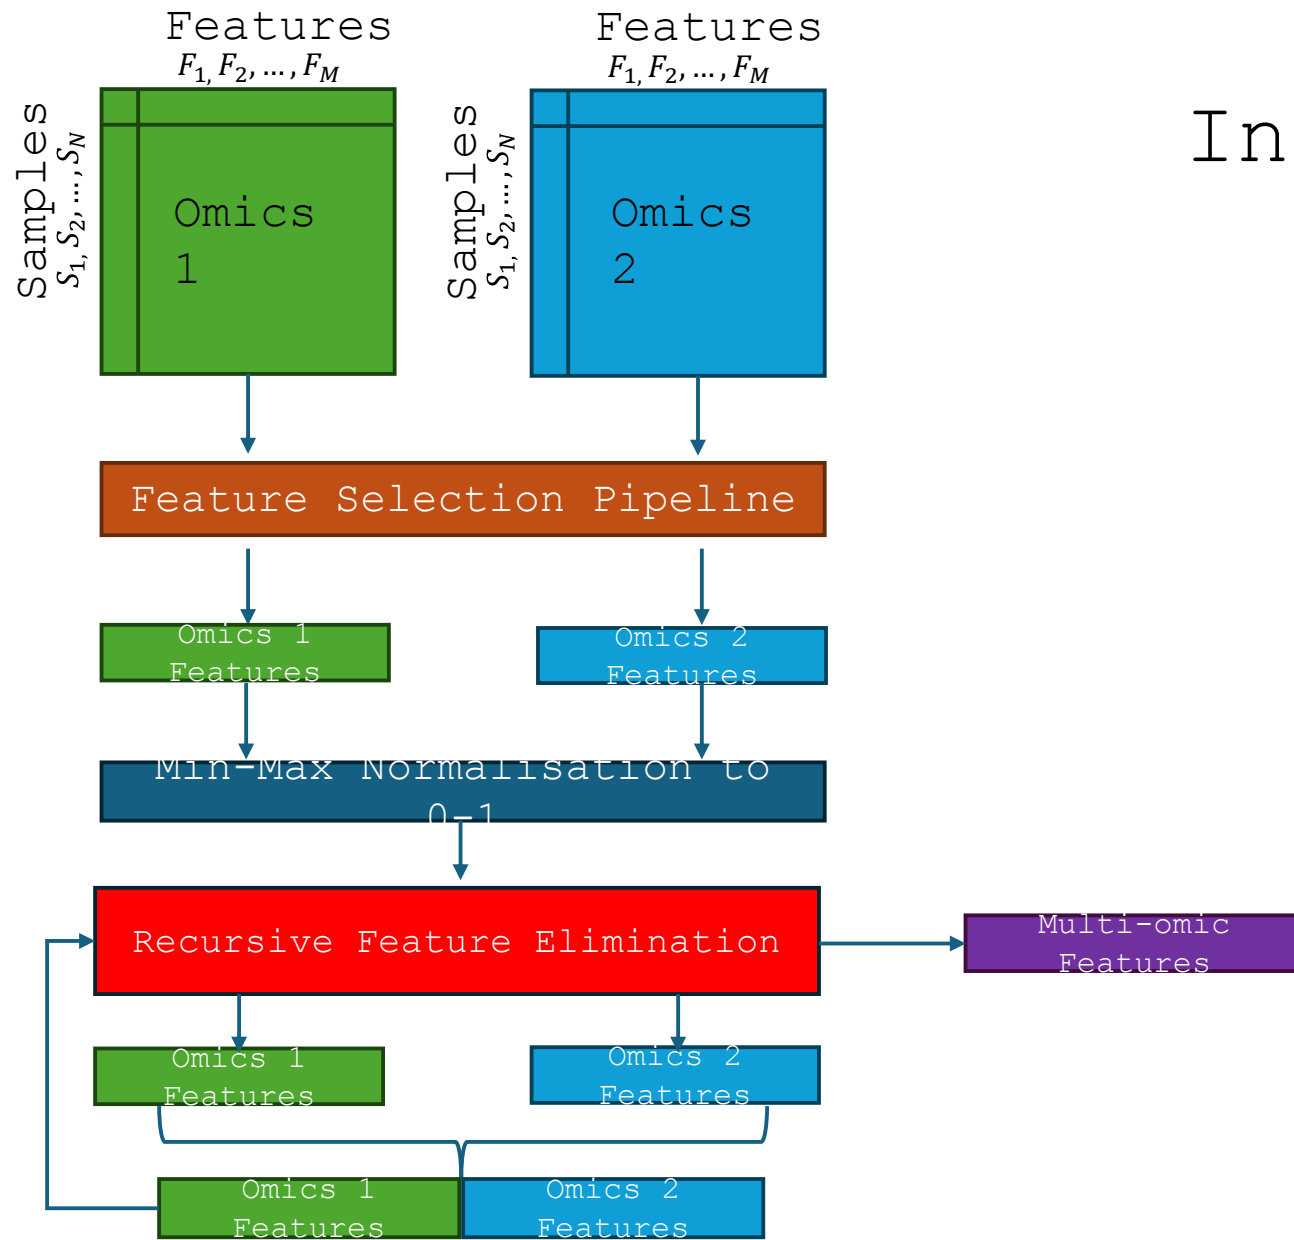 Features
F1, F2, ... , FM
Samples
S1, S2, ... , SN
Omics
1
Features
F1, F2, ... , FM
Samples
S1, S2, ... , SN
Omics
2
In
Feature Selection Pipeline
Omics 1
Features
Omics 2
Features
Min-Max Normalisation to
0-1
Recursive Feature Elimination
Multi-omic
Features
Omics 1
Features
Omics 2
Features
Omics 1
Features
Omics 2
Features